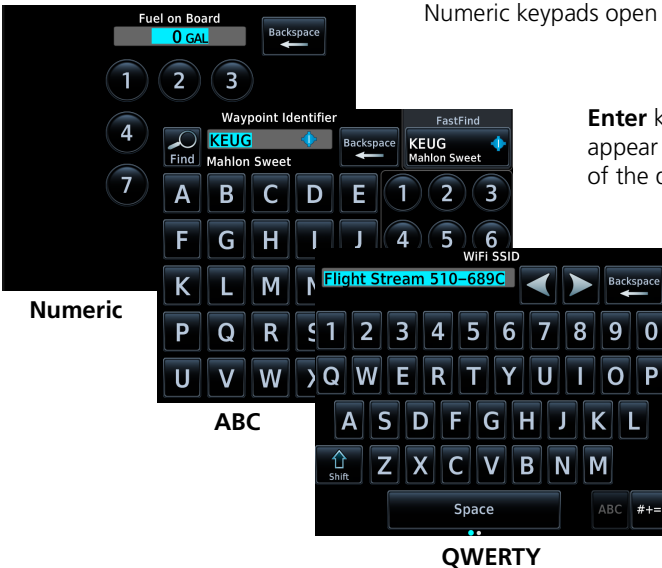 Numeric keypads open
Fuel on Board
0 GAL
Backspace
1 2 3
4
7
Numeric
Enter k
appear
of the
Waypoint Identifier
Find
KEUG
Mahlon Sweet
Backspace
FastFind
KEUG
Mahlon Sweet
A B C D E 1 2 3
F G H I J 4 5 6
K L M
P Q R S
U V W
ABC
WiFi SSID
Flight Stream 510-689C
Backspace
1 2 3 4 5 6 7 8 9 0
Q W E R T Y U I O P
A S D F G H J K L
Shift
Z X C V B N M
Space
ABC
#+=
QWERTY